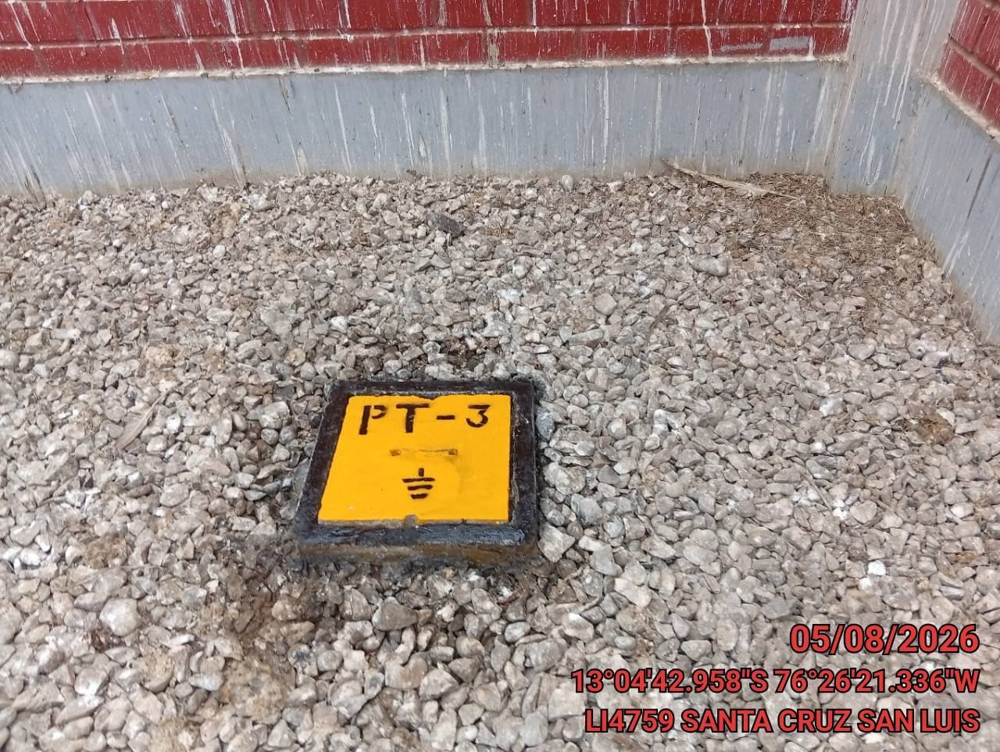 PT-3
05/08/2026
13°04'42.958"S 76°26'21.336"W
LI4759 SANTA CRUZ SAN LUIS